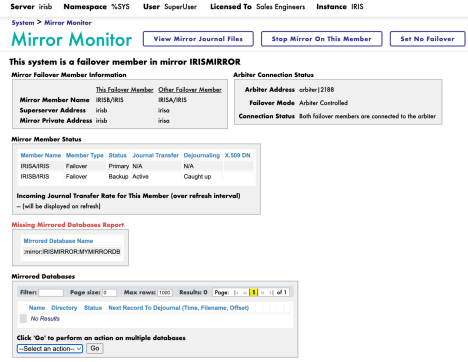 Server irisb Namespace %SYS User SuperUser Licensed To Sales Engineers Instance IRIS
System > Mirror Monitor
Mirror Monitor View Mirror Journal Files Stop Mirror On This Member Set No Failover
This system is a failover member in mirror IRISMIRROR
Mirror Failover Member Information Arbiter Connection Status
This Failover Member Other Failover Member
Arbiter Address arbiter|2188
Mirror Member Name IRISB/IRIS IRISA/IRIS
Failover Mode Arbiter Controlled
Superserver Address irisb irisa
Connection Status Both failover members are connected to the arbiter
Mirror Private Address irisb irisa
Mirror Member Status
Member Name Member Type Status Journal Transfer Dejournaling X.509 DN
IRISA/IRIS Failover Primary N/A N/A
IRISB/IRIS Failover Backup Active Caught up
Incoming Journal Transfer Rate for This Member (over refresh interval)
-- (will be displayed on refresh)
Missing Mirrored Databases Report
Mirrored Database Name
:mirror:IRISMIRROR:MYMIRRORDB
Mirrored Databases
Filter: Page size: 0 Max rows: 1000 Results: 0 Page: |« « 1 » »| of 1
Name Directory Status Next Record To Dejournal (Time, Filename, Offset)
No Results
Click 'Go' to perform an action on multiple databases
--Select an action-- Go